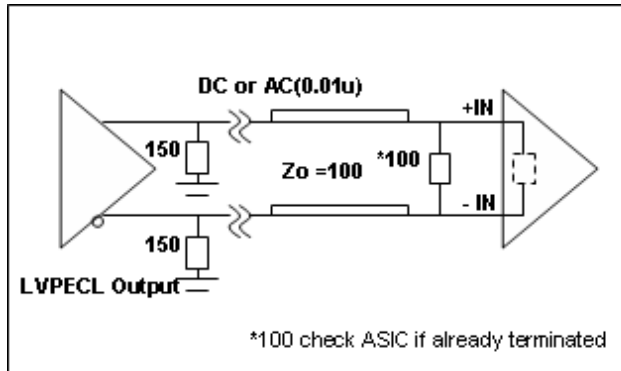 DC or AC(0.01u)
+IN
150
Zo =100
*100
- IN
150
LVPECL Output
*100 check ASIC if already terminated